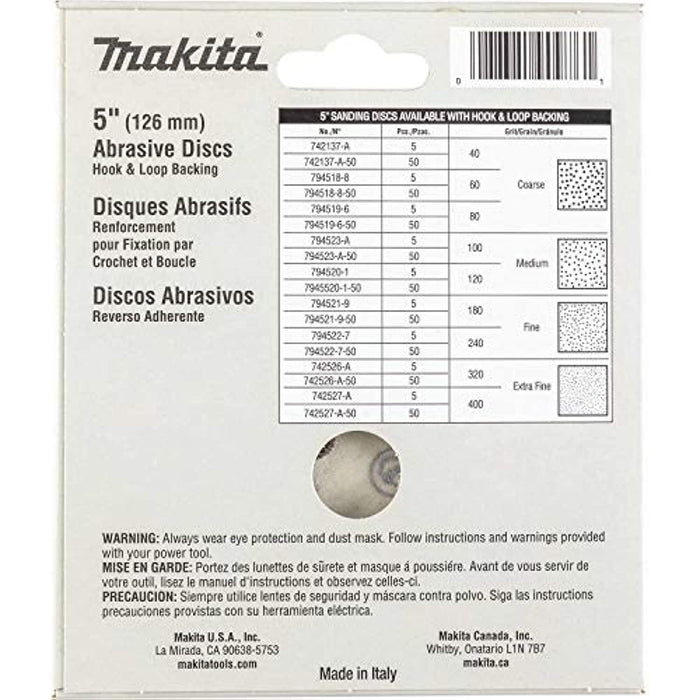 Makita
0 1
5" (126 mm)
Abrasive Discs
Hook & Loop Backing
Disques Abrasifs
Renforcement
pour Fixation par
Crochet et Boucle
Discos Abrasivos
Reverso Adherente
5" SANDING DISCS AVAILABLE WITH HOOK & LOOP BACKING
No./N° Pcs./Pzas. Grit/Grain/Gránulo
742137-A 5
742137-A-50 50
40
794518-8 5
794518-8-50 50
60 Coarse
794519-6 5
794519-6-50 50
80
794523-A 5
794523-A-50 50
100
Medium
794520-1 5
7945520-1-50 50
120
794521-9 5
794521-9-50 50
180
Fine
794522-7 5
794522-7-50 50
240
742526-A 5
742526-A-50 50
320
Extra Fine
742527-A 5
742527-A-50 50
400
WARNING: Always wear eye protection and dust mask. Follow instructions and warnings provided
with your power tool.
MISE EN GARDE: Portez des lunettes de sûrete et masque á poussiére. Avant de vous servir de
votre outil, lisez le manuel d'instructions et observez celles-ci.
PRECAUCION: Siempre utilice lentes de seguridad y máscara contra polvo. Siga las instructions
precauciones provistas con su herramienta eléctrica.
Makita U.S.A., Inc.
La Mirada, CA 90638-5753
makitatools.com
Makita Canada, Inc.
Whitby, Onatario L1N 7B7
makita.ca
Made in Italy